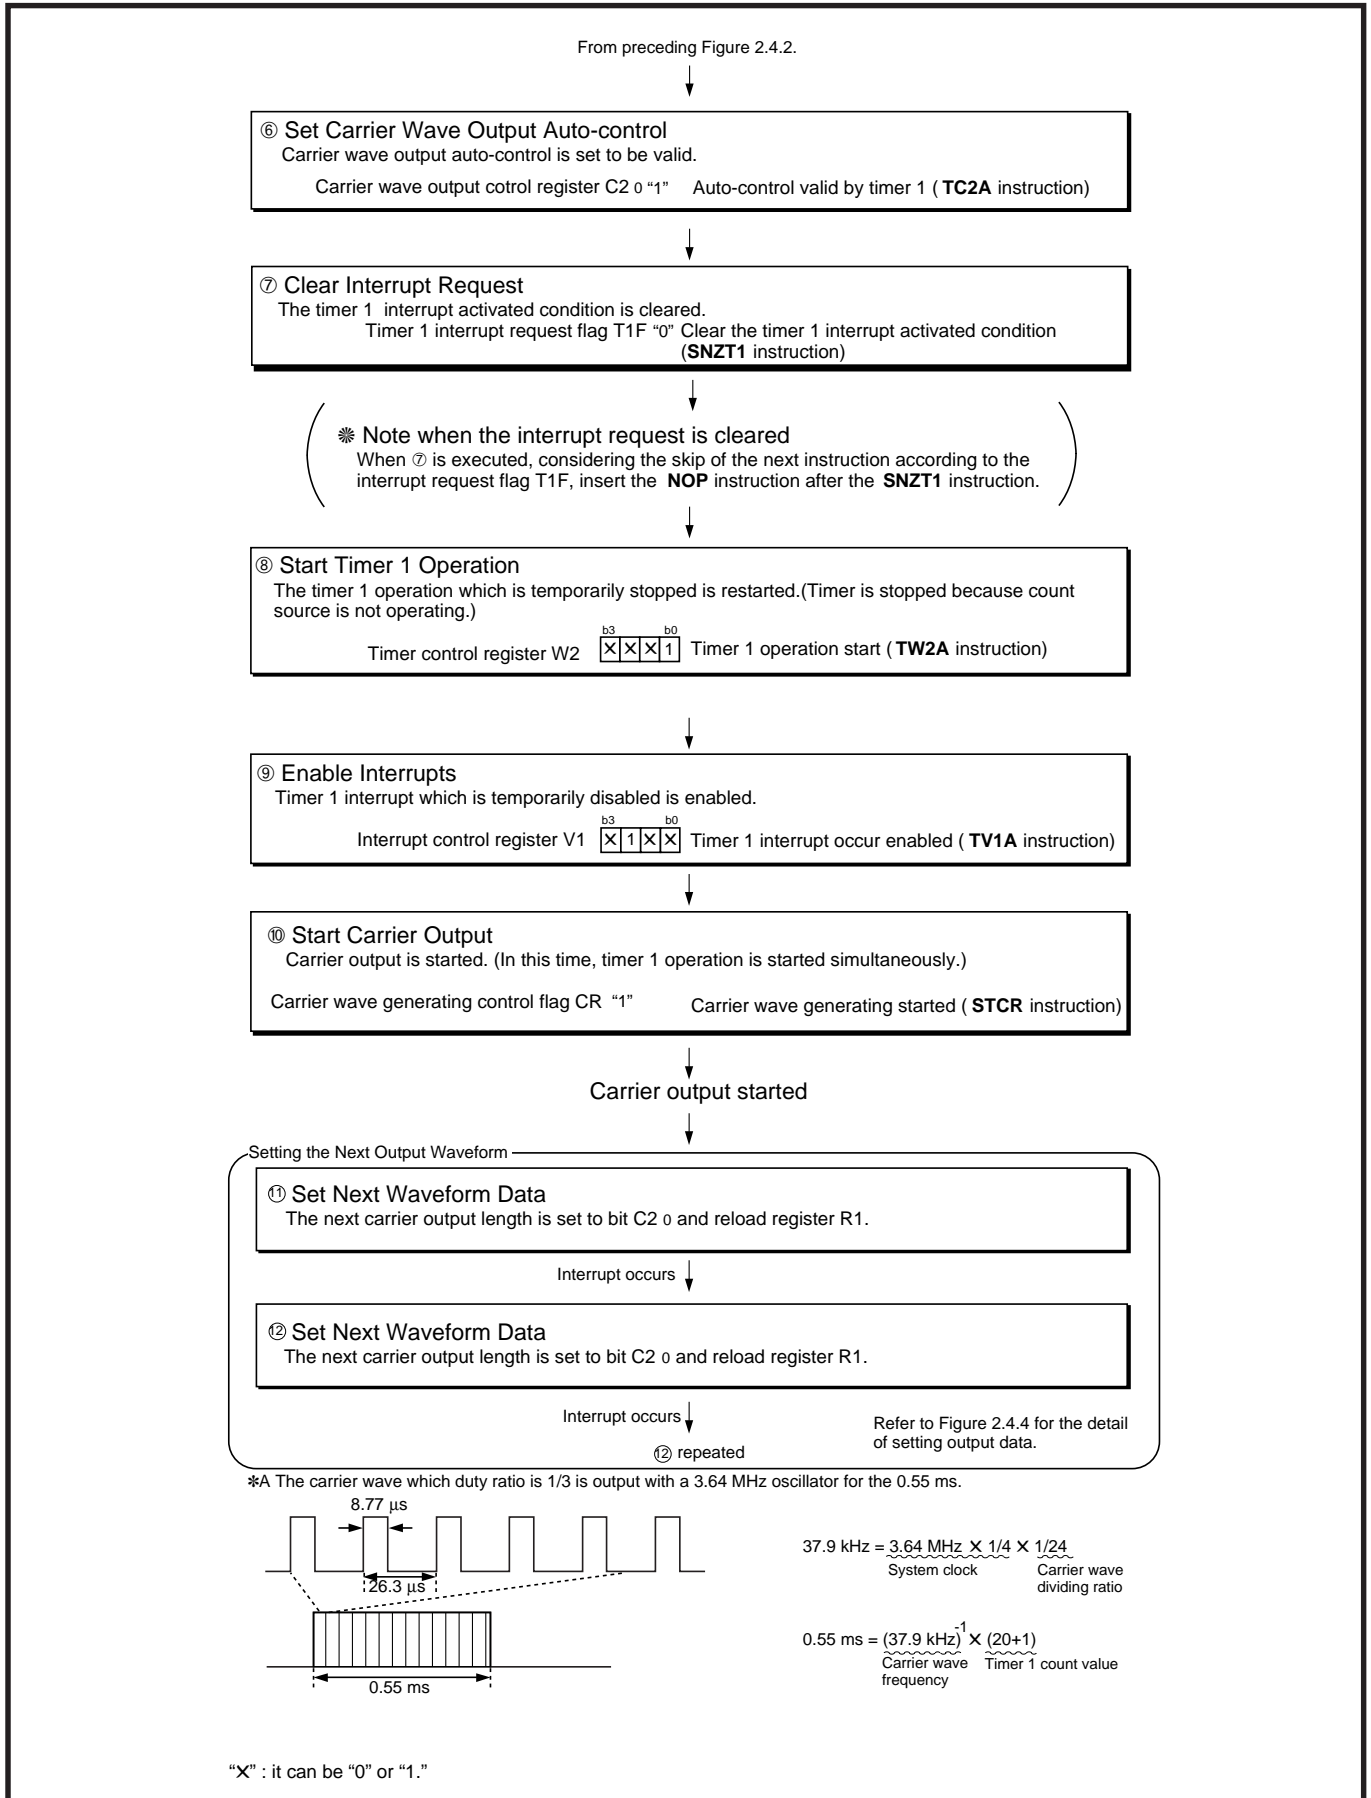 From preceding Figure 2.4.2.
⑥ Set Carrier Wave Output Auto-control
Carrier wave output auto-control is set to be valid.
Carrier wave output cotrol register C2 0 “1” Auto-control valid by timer 1 ( TC2A instruction)
⑦ Clear Interrupt Request
The timer 1 interrupt activated condition is cleared.
Timer 1 interrupt request flag T1F “0” Clear the timer 1 interrupt activated condition
(SNZT1 instruction)
❋ Note when the interrupt request is cleared
When ⑦ is executed, considering the skip of the next instruction according to the
interrupt request flag T1F, insert the NOP instruction after the SNZT1 instruction.
⑧ Start Timer 1 Operation
The timer 1 operation which is temporarily stopped is restarted.(Timer is stopped because count
source is not operating.)
b3 b0
Timer control register W2 ✕ ✕ ✕ 1 Timer 1 operation start ( TW2A instruction)
⑨ Enable Interrupts
Timer 1 interrupt which is temporarily disabled is enabled.
b3 b0
Interrupt control register V1 ✕ 1 ✕ ✕ Timer 1 interrupt occur enabled ( TV1A instruction)
⑩ Start Carrier Output
Carrier output is started. (In this time, timer 1 operation is started simultaneously.)
Carrier wave generating control flag CR “1” Carrier wave generating started ( STCR instruction)
Carrier output started
Setting the Next Output Waveform
⑪ Set Next Waveform Data
The next carrier output length is set to bit C2 0 and reload register R1.
Interrupt occurs
⑫ Set Next Waveform Data
The next carrier output length is set to bit C2 0 and reload register R1.
Interrupt occurs
Refer to Figure 2.4.4 for the detail
of setting output data.
⑫ repeated
✽A The carrier wave which duty ratio is 1/3 is output with a 3.64 MHz oscillator for the 0.55 ms.
8.77 µs
26.3 µs
0.55 ms
37.9 kHz = 3.64 MHz ✕ 1/4 ✕ 1/24
System clock Carrier wave
dividing ratio
0.55 ms = (37.9 kHz)-1 ✕ (20+1)
Carrier wave Timer 1 count value
frequency
“✕” : it can be “0” or “1.”